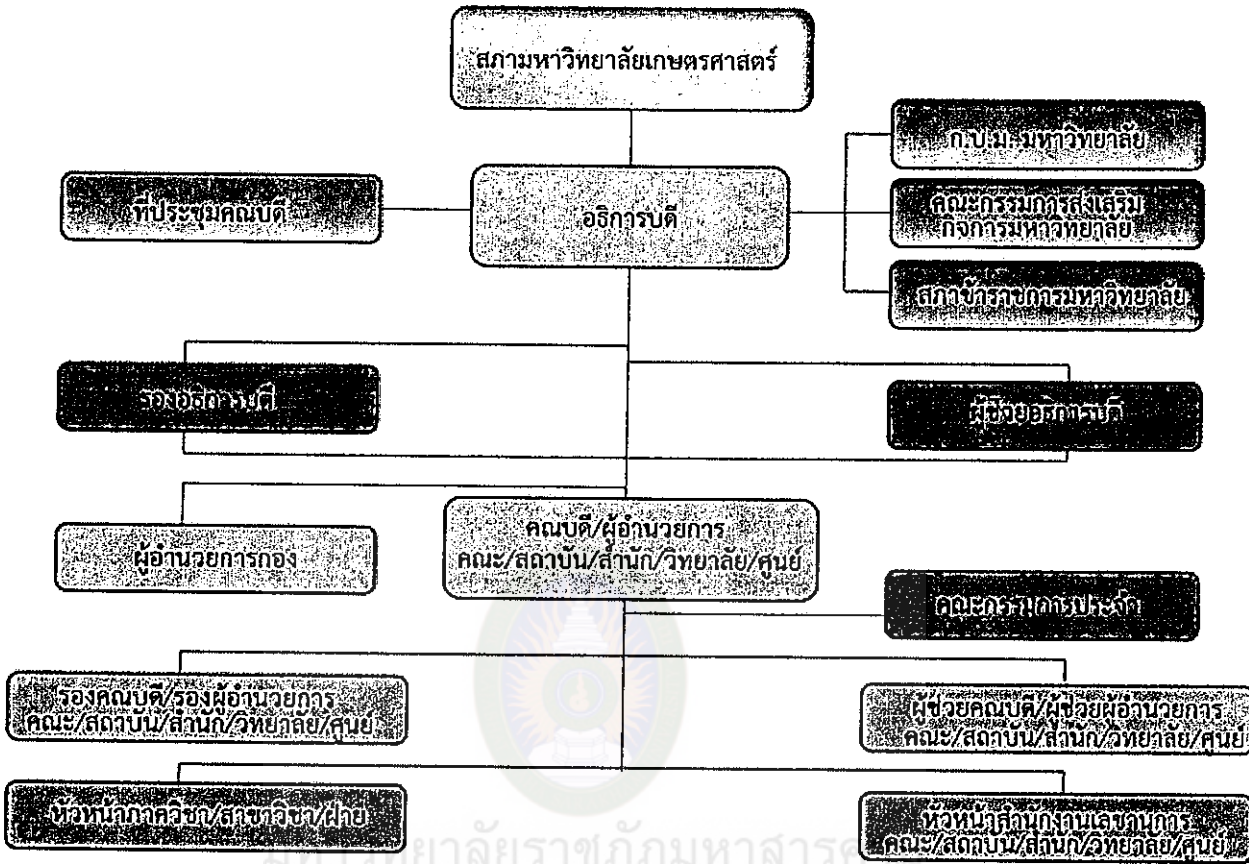 สภามหาวิทยาลัยเกษตรศาสตร์
ก.บ.ม. มหาวิทยาลัย
ที่ประชุมคณบดี
อธิการบดี
คณะกรรมการส่งเสริม
กิจการมหาวิทยาลัย
สภาข้าราชการมหาวิทยาลัย
รองอธิการบดี
ผู้ช่วยอธิการบดี
ผู้อำนวยการกอง
คณบดี/ผู้อำนวยการ
คณะ/สถาบัน/สำนัก/วิทยาลัย/ศูนย์
คณะกรรมการประจำ
รองคณบดี/รองผู้อำนวยการ
คณะ/สถาบัน/สำนัก/วิทยาลัย/ศูนย์
ผู้ช่วยคณบดี/ผู้ช่วยผู้อำนวยการ
คณะ/สถาบัน/สำนัก/วิทยาลัย/ศูนย์
หัวหน้าภาควิชา/สาขาวิชา/ฝ่าย
หัวหน้าสำนักงานเลขานุการ
คณะ/สถาบัน/สำนัก/วิทยาลัย/ศูนย์